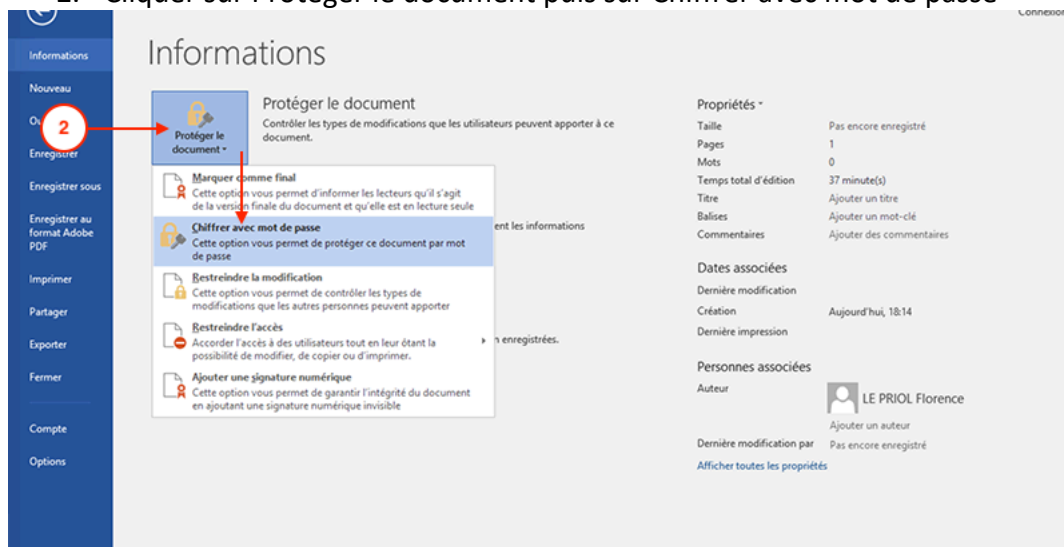 2. Cliquer sur Protéger le document puis sur Chiffrer avec mot de passe
Connexion
Informations
Nouveau
2
Enregistrer
Enregistrer sous
Enregistrer au
format Adobe
PDF
Imprimer
Partager
Exporter
Fermer
Compte
Options
Informations
Protéger le
document
Protéger le document
Contrôler les types de modifications que les utilisateurs peuvent apporter à ce
document.
Marquer comme final
Cette option vous permet d'informer les lecteurs qu'il s'agit
de la version finale du document et qu'elle est en lecture seule
Chiffrer avec mot de passe
Cette option vous permet de protéger ce document par mot
de passe
Restreindre la modification
Cette option vous permet de contrôler les types de
modifications que les autres personnes peuvent apporter
Restreindre l'accès
Accorder l'accès à des utilisateurs tout en leur ôtant la
possibilité de modifier, de copier ou d'imprimer.
Ajouter une signature numérique
Cette option vous permet de garantir l'intégrité du document
en ajoutant une signature numérique invisible
ent les informations
n enregistrées.
Propriétés
Taille Pas encore enregistré
Pages 1
Mots 0
Temps total d'édition 37 minute(s)
Titre Ajouter un titre
Balises Ajouter un mot-clé
Commentaires Ajouter des commentaires
Dates associées
Dernière modification
Création Aujourd'hui, 18:14
Dernière impression
Personnes associées
Auteur LE PRIOL Florence
Ajouter un auteur
Dernière modification par Pas encore enregistré
Afficher toutes les propriétés